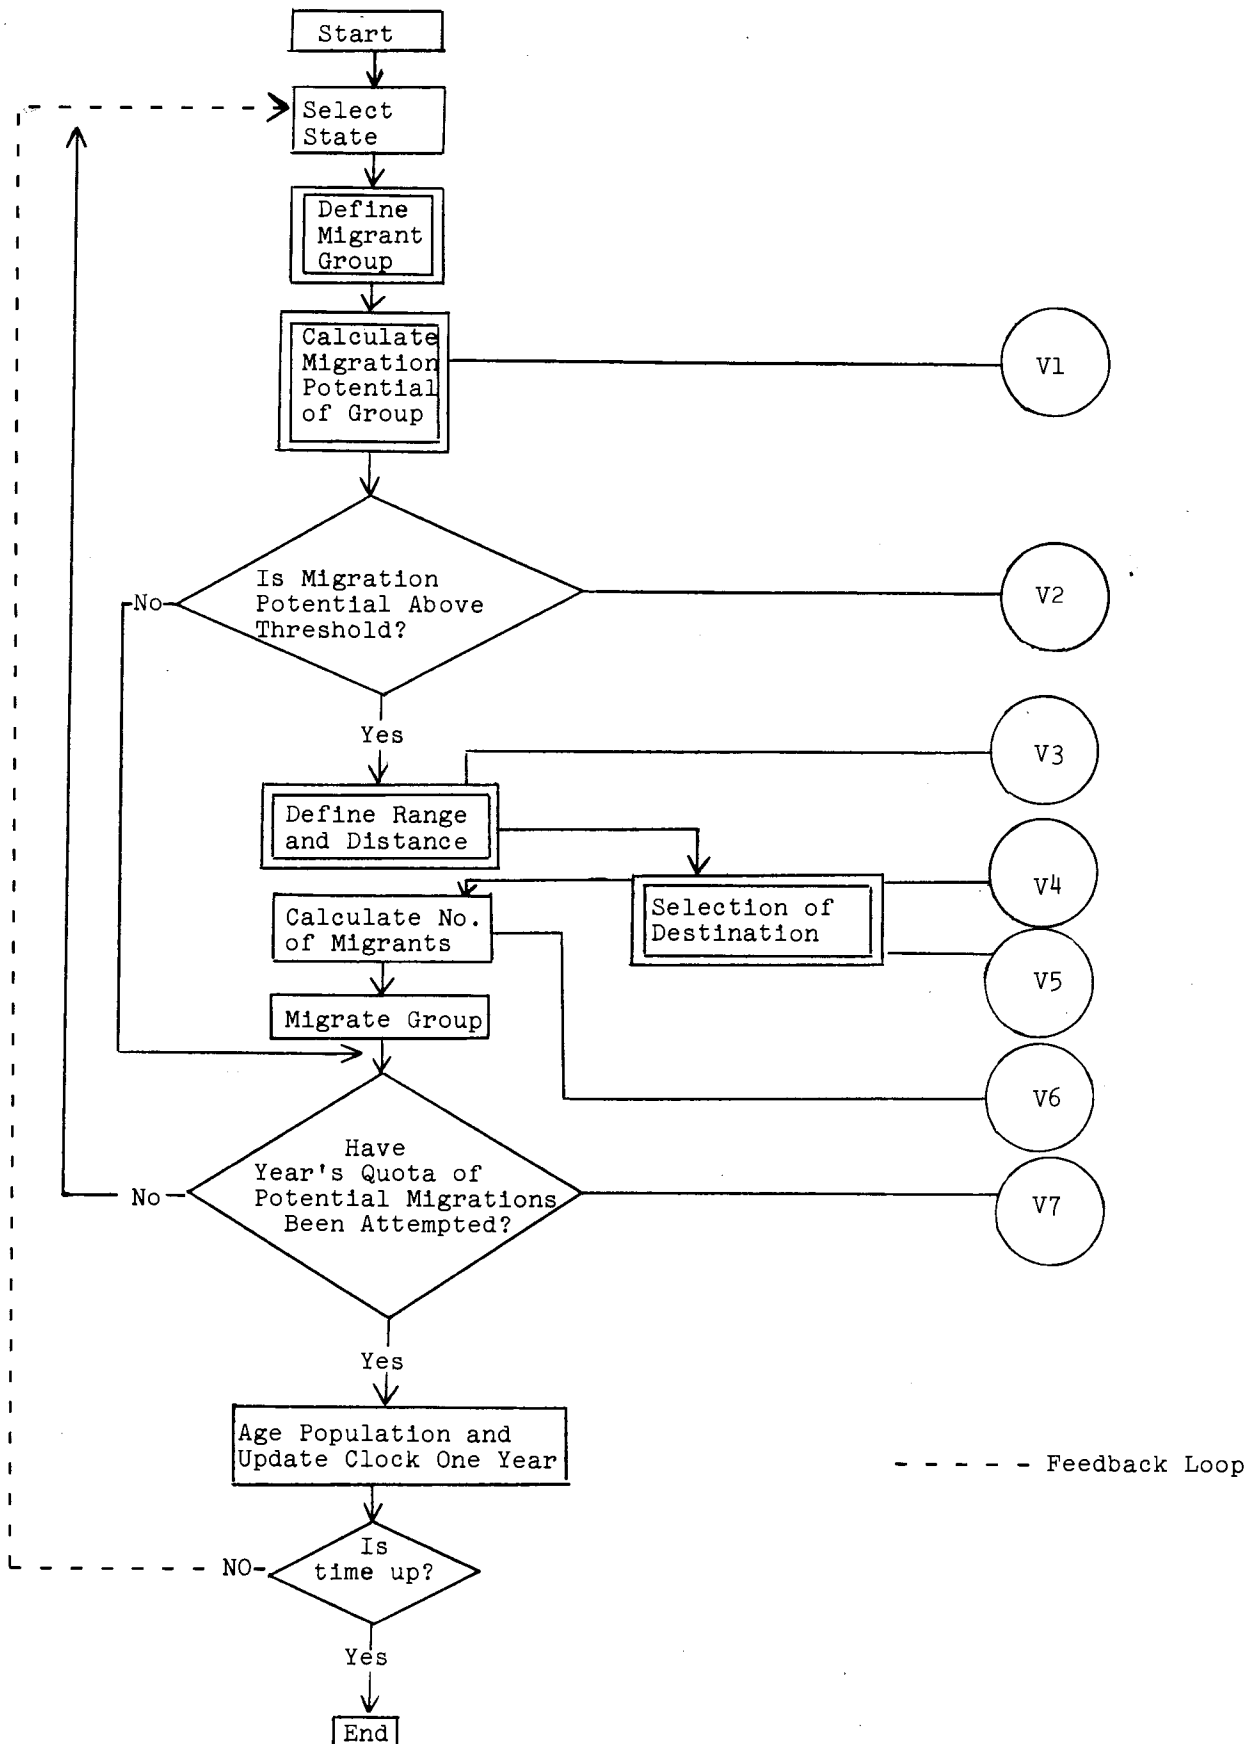 Start
Select
State
Define
Migrant
Group
Calculate
Migration
Potential
of Group
V1
Is Migration
Potential Above
Threshold?
No
V2
Yes
V3
Define Range
and Distance
V4
Selection of
Destination
Calculate No.
of Migrants
V5
Migrate Group
V6
Have
Year's Quota of
Potential Migrations
Been Attempted?
No
V7
Yes
Age Population and
Update Clock One Year
Feedback Loop
Is
time up?
NO
Yes
End